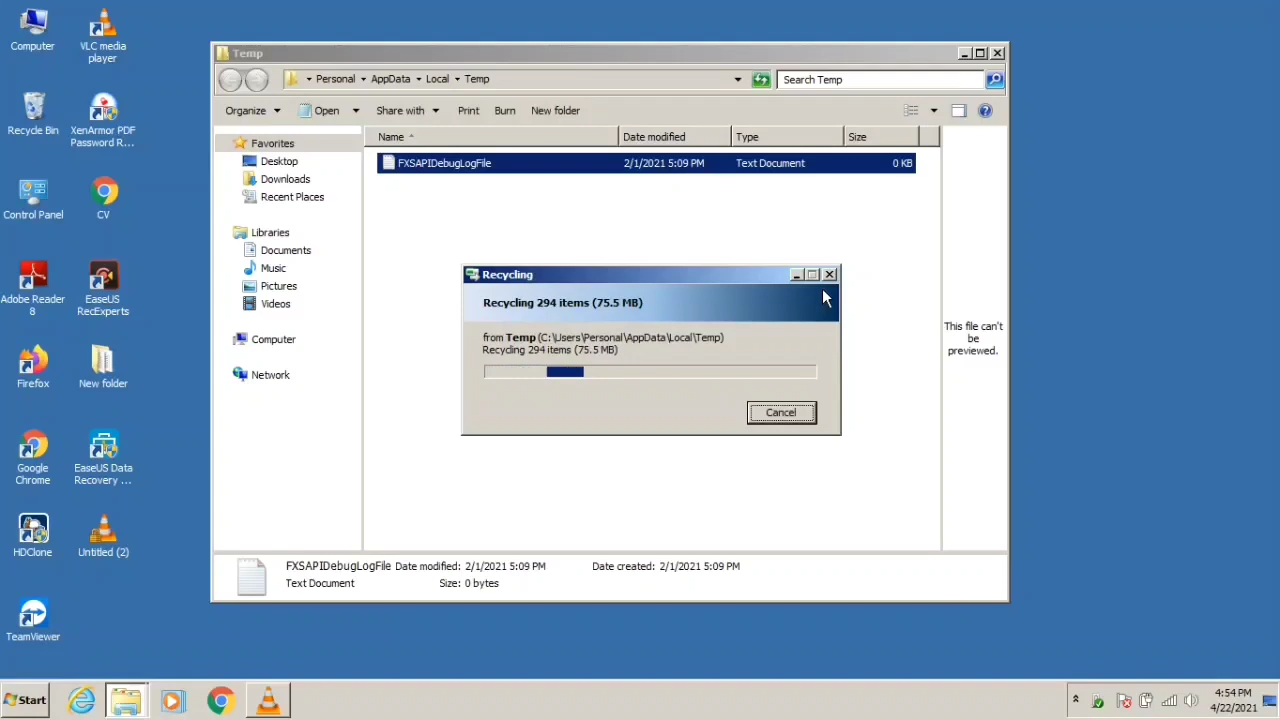 Computer
VLC media
player
Recycle Bin
XenArmor PDF
Password R...
Control Panel
CV
Adobe Reader
8
EaseUS
RecExperts
Firefox
New folder
Google
Chrome
EaseUS Data
Recovery ...
HDClone
Untitled (2)
TeamViewer
Temp
Personal AppData Local Temp
Search Temp
Organize Open Share with Print Burn New folder
Name Date modified Type Size
FXSAPIDebugLogFile 2/1/2021 5:09 PM Text Document 0 KB
Favorites
Desktop
Downloads
Recent Places
Libraries
Documents
Music
Pictures
Videos
Computer
Network
This file can't
be
previewed.
Recycling
Recycling 294 items (75.5 MB)
from Temp (C:\Users\Personal\AppData\Local\Temp)
Recycling 294 items (75.5 MB)
Cancel
FXSAPIDebugLogFile Date modified: 2/1/2021 5:09 PM Date created: 2/1/2021 5:09 PM
Text Document Size: 0 bytes
Start
4:54 PM
4/22/2021